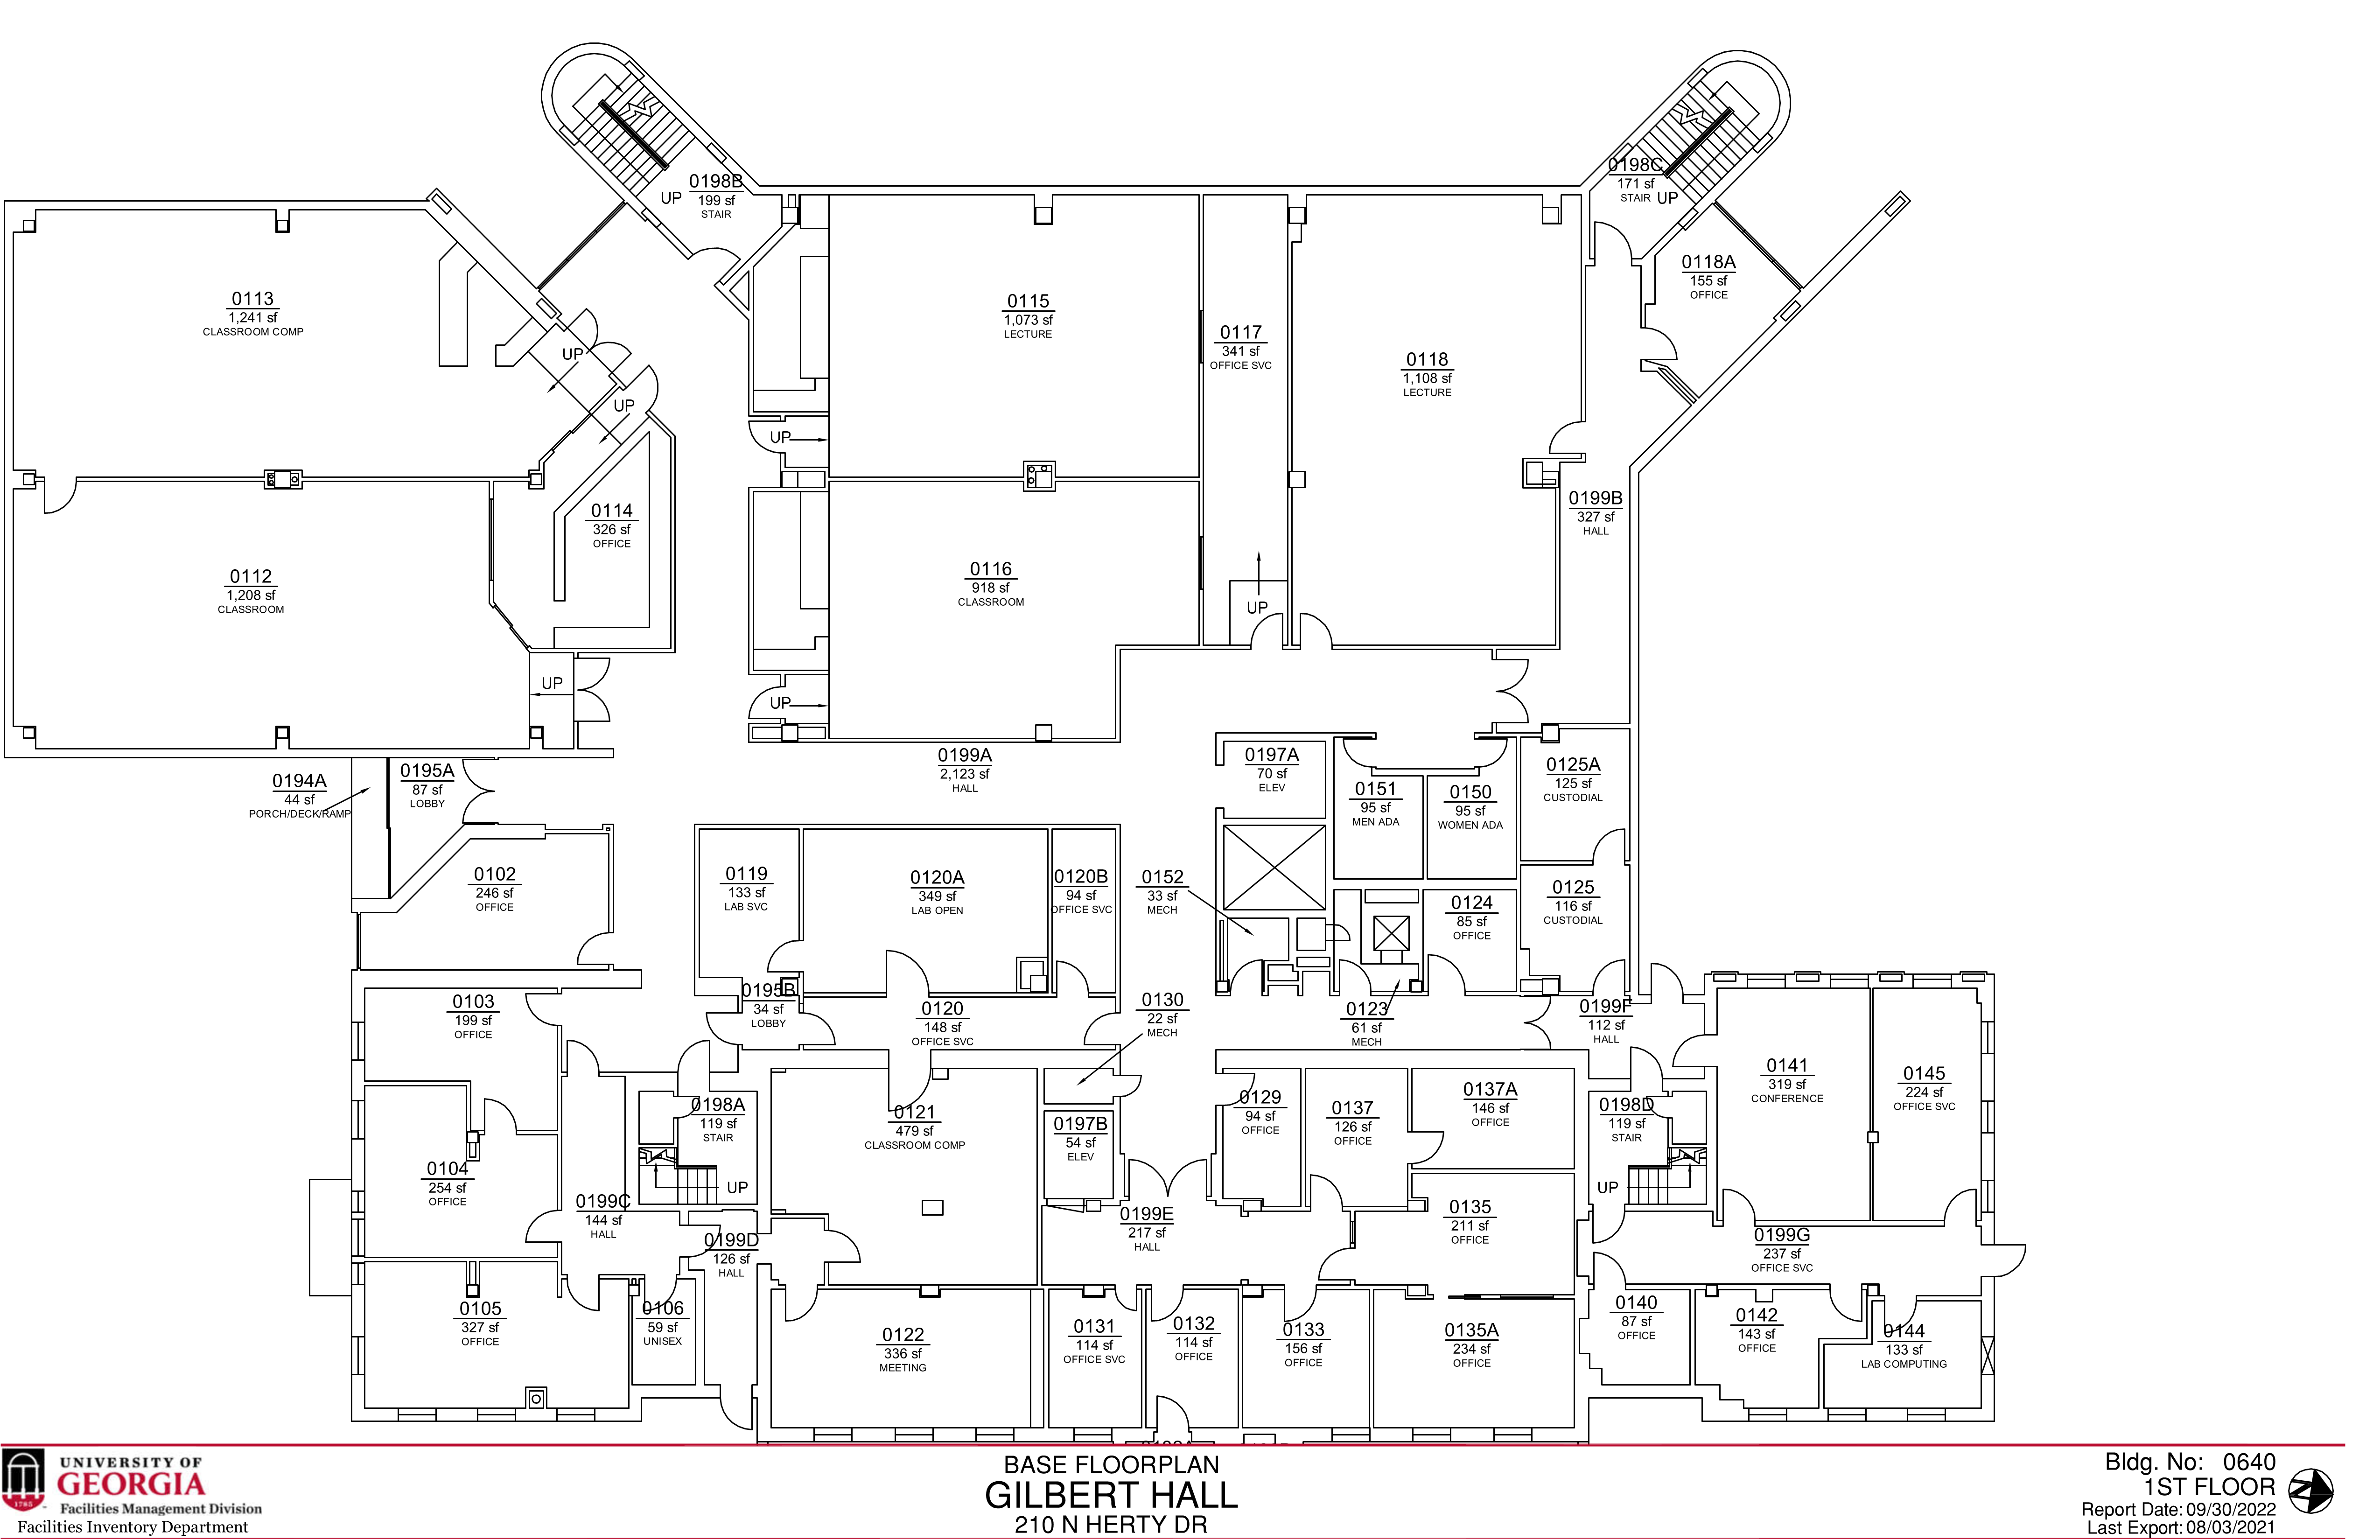 0198B
199 sf
STAIR
UP
0198C
171 sf
STAIR
UP
0118A
155 sf
OFFICE
0113
1,241 sf
CLASSROOM COMP
UP
UP
0115
1,073 sf
LECTURE
0117
341 sf
OFFICE SVC
0118
1,108 sf
LECTURE
UP
0114
326 sf
OFFICE
0199B
327 sf
HALL
0112
1,208 sf
CLASSROOM
0116
918 sf
CLASSROOM
UP
UP
UP
0194A
44 sf
PORCH/DECK/RAMP
0195A
87 sf
LOBBY
0199A
2,123 sf
HALL
0197A
70 sf
ELEV
0151
95 sf
MEN ADA
0150
95 sf
WOMEN ADA
0125A
125 sf
CUSTODIAL
0102
246 sf
OFFICE
0119
133 sf
LAB SVC
0120A
349 sf
LAB OPEN
0120B
94 sf
OFFICE SVC
0152
33 sf
MECH
0124
85 sf
OFFICE
0125
116 sf
CUSTODIAL
0103
199 sf
OFFICE
0195B
34 sf
LOBBY
0120
148 sf
OFFICE SVC
0130
22 sf
MECH
0123
61 sf
MECH
0199F
112 sf
HALL
0141
319 sf
CONFERENCE
0145
224 sf
OFFICE SVC
0198A
119 sf
STAIR
UP
0121
479 sf
CLASSROOM COMP
0197B
54 sf
ELEV
0129
94 sf
OFFICE
0137
126 sf
OFFICE
0137A
146 sf
OFFICE
0198D
119 sf
STAIR
UP
0104
254 sf
OFFICE
0199C
144 sf
HALL
0199D
126 sf
HALL
0199E
217 sf
HALL
0135
211 sf
OFFICE
0199G
237 sf
OFFICE SVC
0105
327 sf
OFFICE
0106
59 sf
UNISEX
0122
336 sf
MEETING
0131
114 sf
OFFICE SVC
0132
114 sf
OFFICE
0133
156 sf
OFFICE
0135A
234 sf
OFFICE
0140
87 sf
OFFICE
0142
143 sf
OFFICE
0144
133 sf
LAB COMPUTING
1785
UNIVERSITY OF
GEORGIA
Facilities Management Division
Facilities Inventory Department
BASE FLOORPLAN
GILBERT HALL
210 N HERTY DR
Bldg. No: 0640
1ST FLOOR
Report Date: 09/30/2022
Last Export: 08/03/2021
N